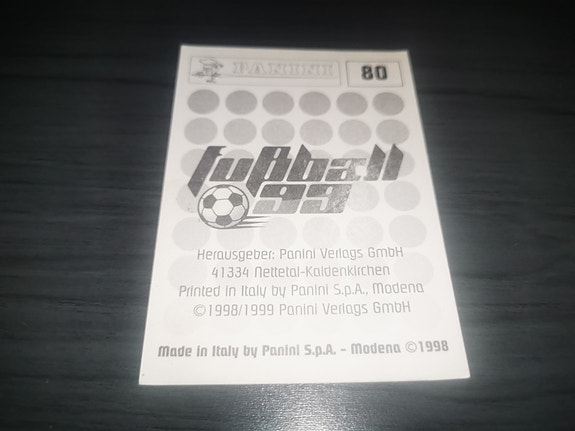 PANINI 80
fußball
99
Herausgeber: Panini Verlags GmbH
41334 Nettetal-Kaldenkirchen
Printed in Italy by Panini S.p.A., Modena
©1998/1999 Panini Verlags GmbH
Made in Italy by Panini S.p.A. - Modena ©1998